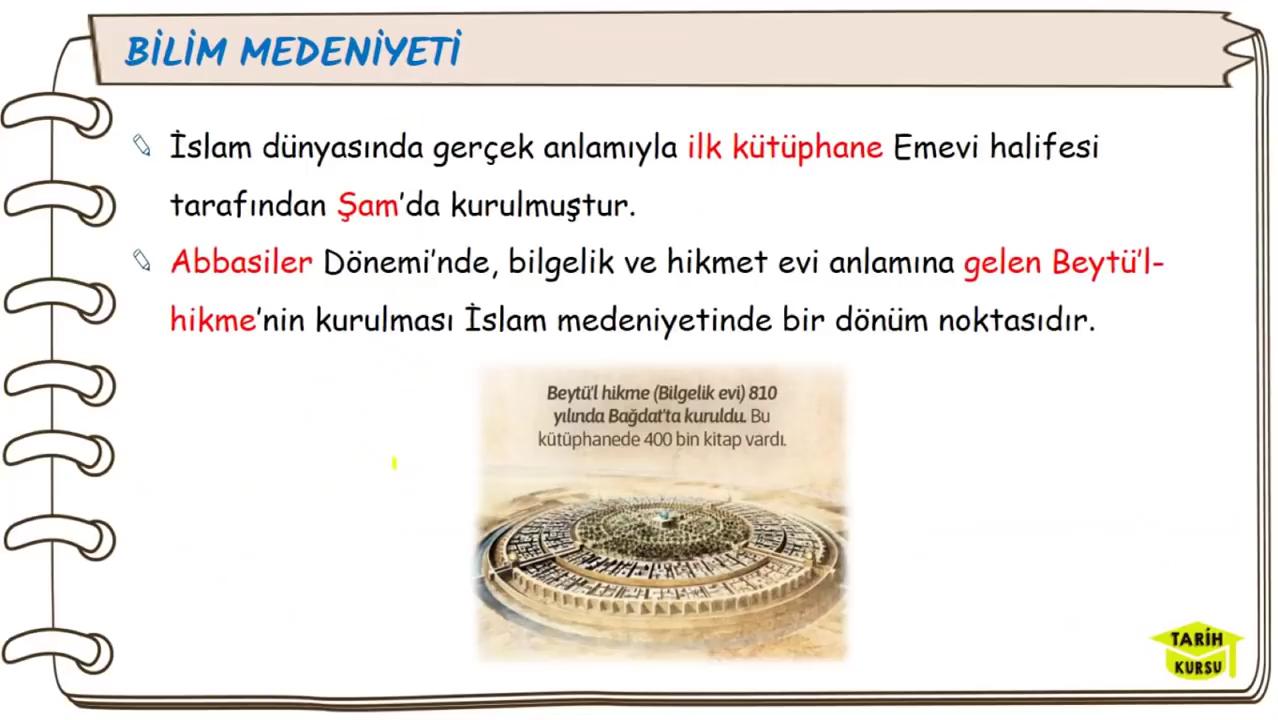 BİLİM MEDENİYETİ
İslam dünyasında gerçek anlamıyla ilk kütüphane Emevi halifesi
tarafından Şam'da kurulmuştur.
Abbasiler Dönemi'nde, bilgelik ve hikmet evi anlamına gelen Beytü'l-
hikme'nin kurulması İslam medeniyetinde bir dönüm noktasıdır.
Beytü'l hikme (Bilgelik evi) 810
yılında Bağdat'ta kuruldu. Bu
kütüphanede 400 bin kitap vardı.
TARİH
KURSU